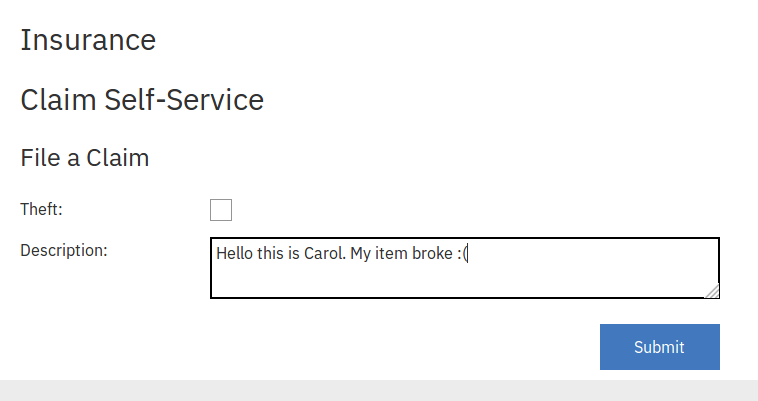 Insurance
Claim Self-Service
File a Claim
Theft:
Description:
Hello this is Carol. My item broke :(
Submit